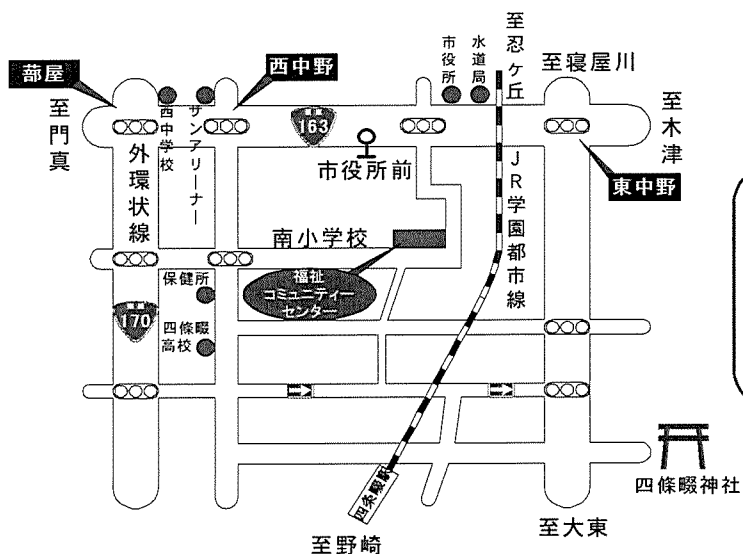 至忍ヶ丘
市役所
水道局
至寝屋川
蔀屋
西中野
至門真
西中学校
サンアリーナー
163
市役所前
至木津
東中野
外環状線
JR学園都市線
南小学校
保健所
福祉
コミュニティー
センター
170
四條畷
高校
四条畷駅
四條畷神社
至野崎
至大東